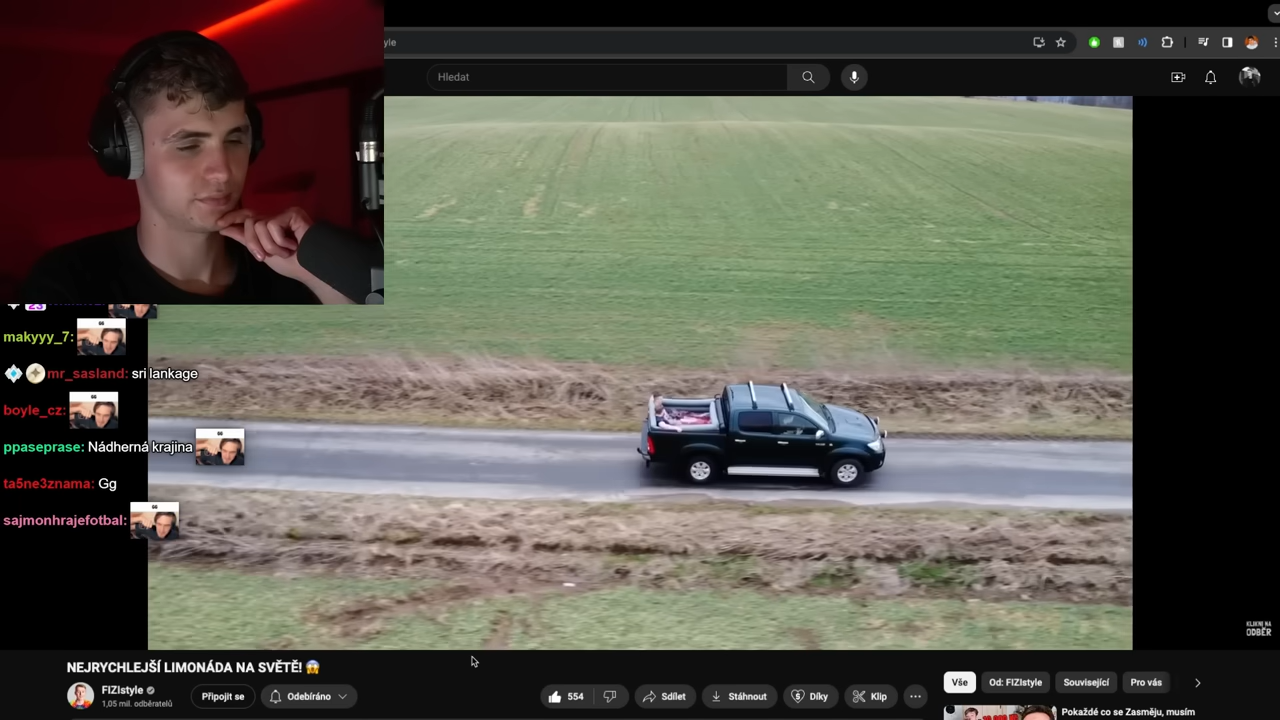 yle
Hledat
makyyy_7:
mr_sasland: sri lankage
boyle_cz:
ppaseprase: Nádherná krajina
ta5ne3znama: Gg
sajmonhrajefotbal:
KLIKNI NA
ODBĚR
NEJRYCHLEJŠÍ LIMONÁDA NA SVĚTĚ! 😱
FIZIstyle
1,05 mil. odběratelů
Připojit se
Odebíráno
554
Sdílet
Stáhnout
Díky
Klip
Vše
Od: FIZIstyle
Související
Pro vás
Pokaždé co se Zasměju, musím